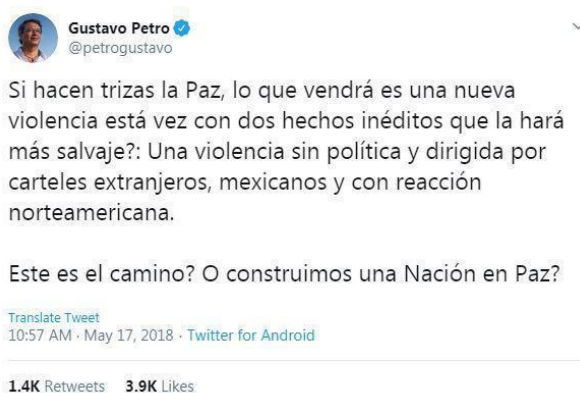 Gustavo Petro
@petrogustavo
Si hacen trizas la Paz, lo que vendrá es una nueva
violencia está vez con dos hechos inéditos que la hará
más salvaje?: Una violencia sin política y dirigida por
carteles extranjeros, mexicanos y con reacción
norteamericana.
Este es el camino? O construimos una Nación en Paz?
Translate Tweet
10:57 AM · May 17, 2018 · Twitter for Android
1.4K Retweets 3.9K Likes